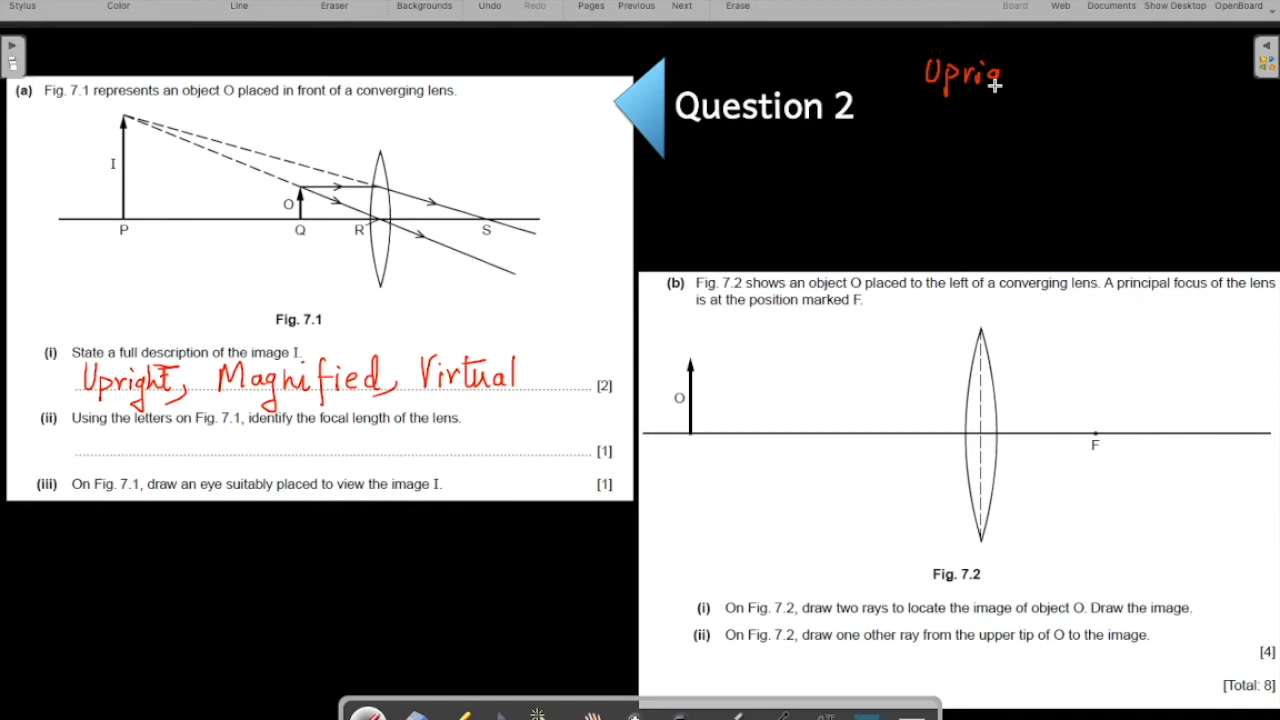 Stylus Color Line Eraser Backgrounds Undo Redo Pages Previous Next Erase Board Web Documents Show Desktop OpenBoard
Uprig
Question 2
(a) Fig. 7.1 represents an object O placed in front of a converging lens.
I
O
P Q R S
Fig. 7.1
(i) State a full description of the image I.
Upright, Magnified, Virtual
[2]
(ii) Using the letters on Fig. 7.1, identify the focal length of the lens.
[1]
(iii) On Fig. 7.1, draw an eye suitably placed to view the image I. [1]
(b) Fig. 7.2 shows an object O placed to the left of a converging lens. A principal focus of the lens
is at the position marked F.
O
F
Fig. 7.2
(i) On Fig. 7.2, draw two rays to locate the image of object O. Draw the image.
(ii) On Fig. 7.2, draw one other ray from the upper tip of O to the image.
[4]
[Total: 8]